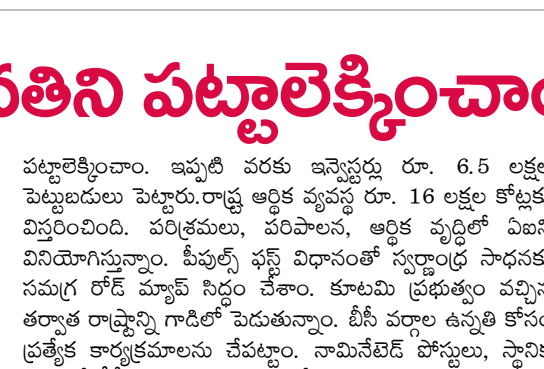 పట్టాలెక్కించాం
పట్టాలెక్కించాం. ఇప్పటి వరకు ఇన్వెస్టర్లు రూ. 6.5 లక్షల
పెట్టుబడులు పెట్టారు.రాష్ట్ర ఆర్థిక వ్యవస్థ రూ. 16 లక్షల కోట్లకు
విస్తరించింది. పరిశ్రమలు, పరిపాలన, ఆర్థిక వృద్ధిలో ఏఐని
వినియోగిస్తున్నాం. పీపుల్స్ ఫస్ట్ విధానంతో స్వర్ణాంధ్ర సాధనకు
సమగ్ర రోడ్ మ్యాప్ సిద్ధం చేశాం. కూటమి ప్రభుత్వం వచ్చిన
తర్వాత రాష్ట్రాన్ని గాడిలో పెడుతున్నాం. బీసీ వర్గాల ఉన్నతి కోసం
ప్రత్యేక కార్యక్రమాలను చేపట్టాం. నామినేటెడ్ పోస్టులు, స్థానిక